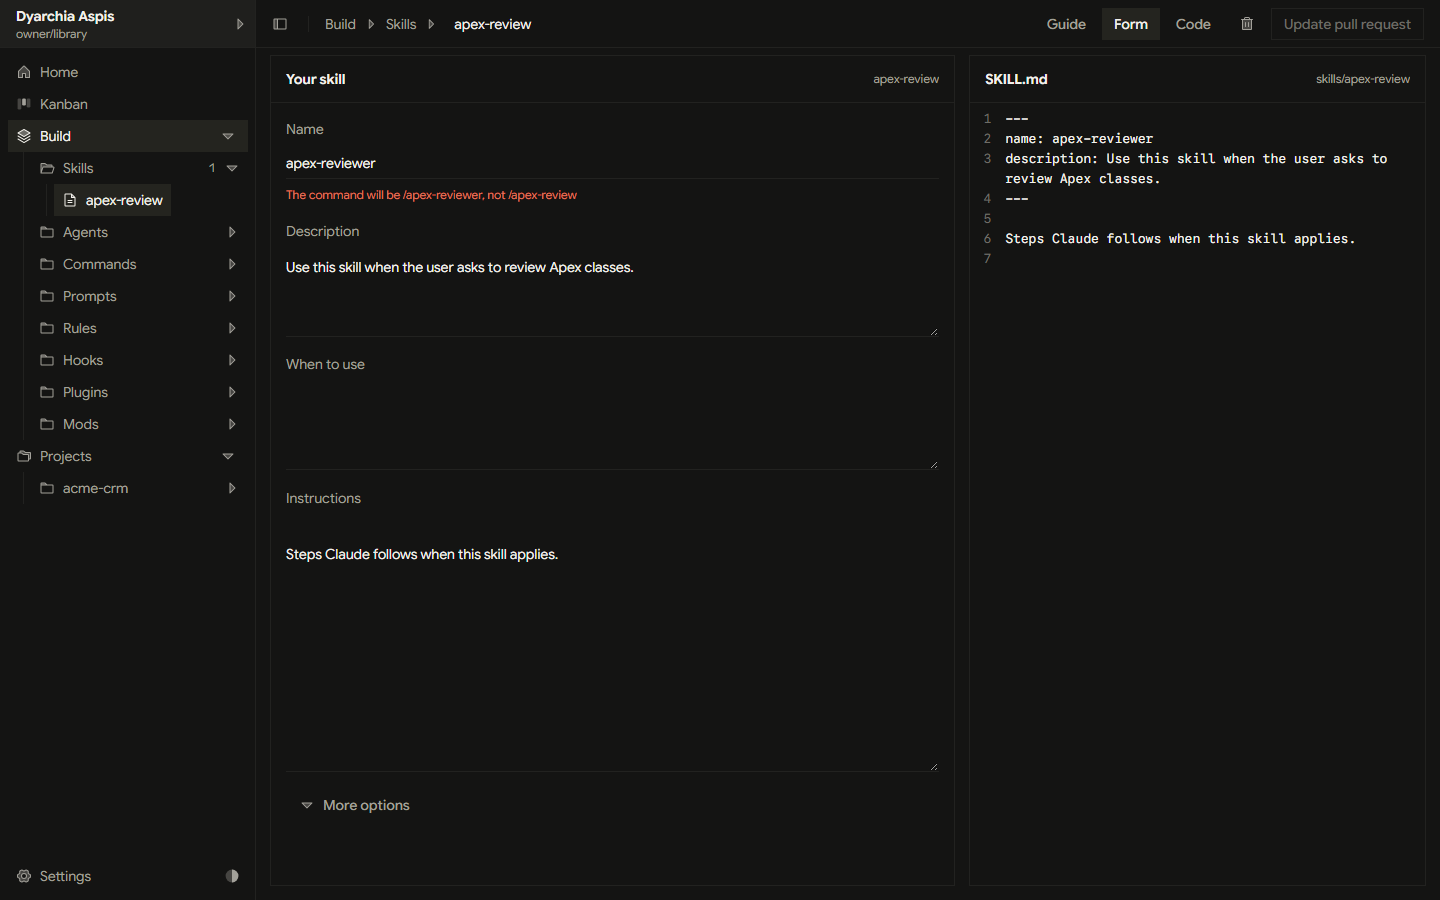 Dyarchia Aspis
owner/library
Home
Kanban
Build
Skills 1
apex-review
Agents
Commands
Prompts
Rules
Hooks
Plugins
Mods
Projects
acme-crm
Settings
Build Skills apex-review
Guide Form Code Update pull request
Your skill apex-review
Name
apex-reviewer
The command will be /apex-reviewer, not /apex-review
Description
Use this skill when the user asks to review Apex classes.
When to use
Instructions
Steps Claude follows when this skill applies.
More options
SKILL.md skills/apex-review
1 ---
2 name: apex-reviewer
3 description: Use this skill when the user asks to
review Apex classes.
4 ---
5
6 Steps Claude follows when this skill applies.
7